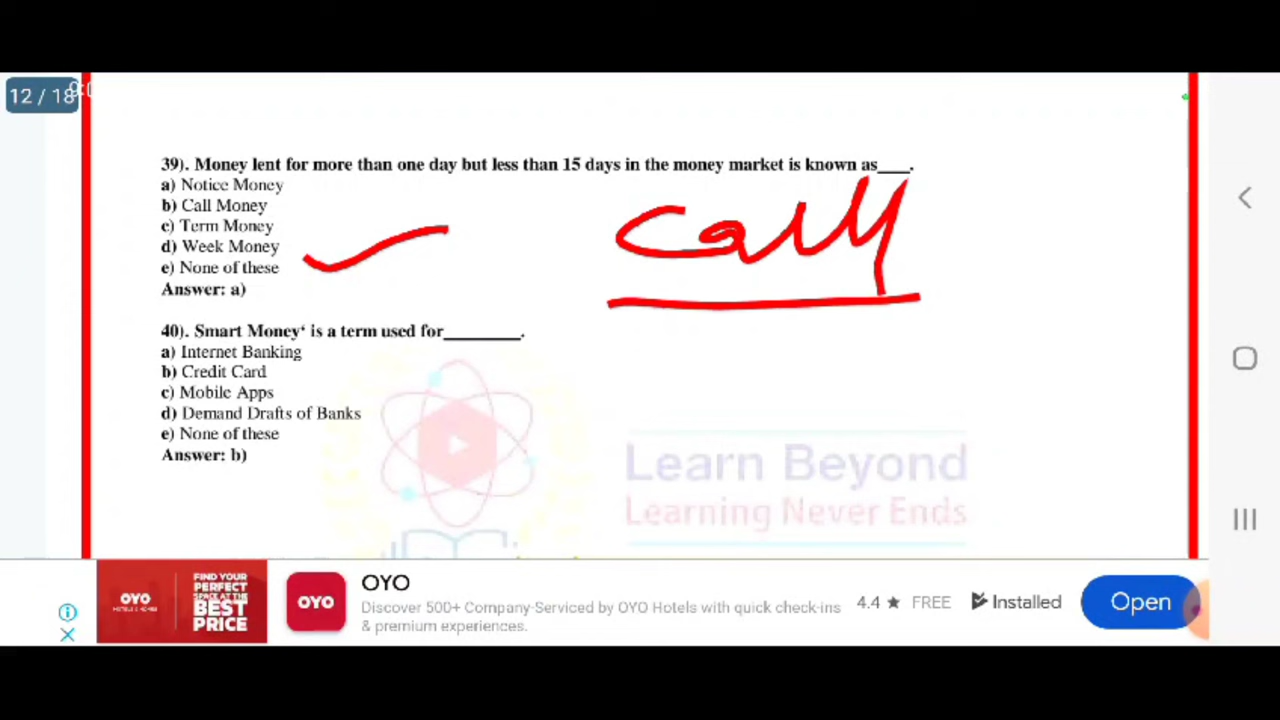 12 / 18
39). Money lent for more than one day but less than 15 days in the money market is known as____.
a) Notice Money
b) Call Money
c) Term Money
d) Week Money
e) None of these
Answer: a)
Call
40). Smart Money‘ is a term used for_________.
a) Internet Banking
b) Credit Card
c) Mobile Apps
d) Demand Drafts of Banks
e) None of these
Answer: b)
Learn Beyond
Learning Never Ends
OYO
FIND YOUR
PERFECT
SPACE AT THE
BEST
PRICE
OYO
OYO
Discover 500+ Company-Serviced by OYO Hotels with quick check-ins
& premium experiences.
4.4 ★ FREE
Installed
Open